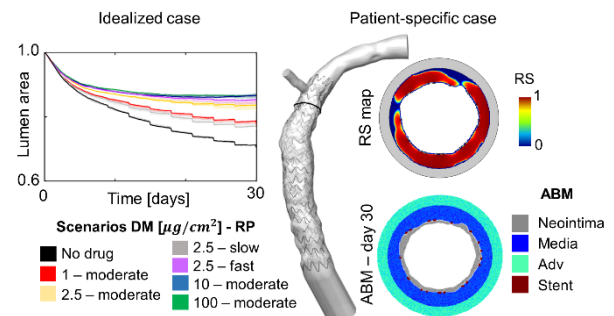 Idealized case
Patient-specific case
1.0
Lumen area
0.6
0
Time [days]
30
Scenarios DM [µg/cm²] - RP
No drug
1 – moderate
2.5 – moderate
2.5 – slow
2.5 – fast
10 – moderate
100 – moderate
RS map
RS
1
0
ABM – day 30
ABM
Neointima
Media
Adv
Stent